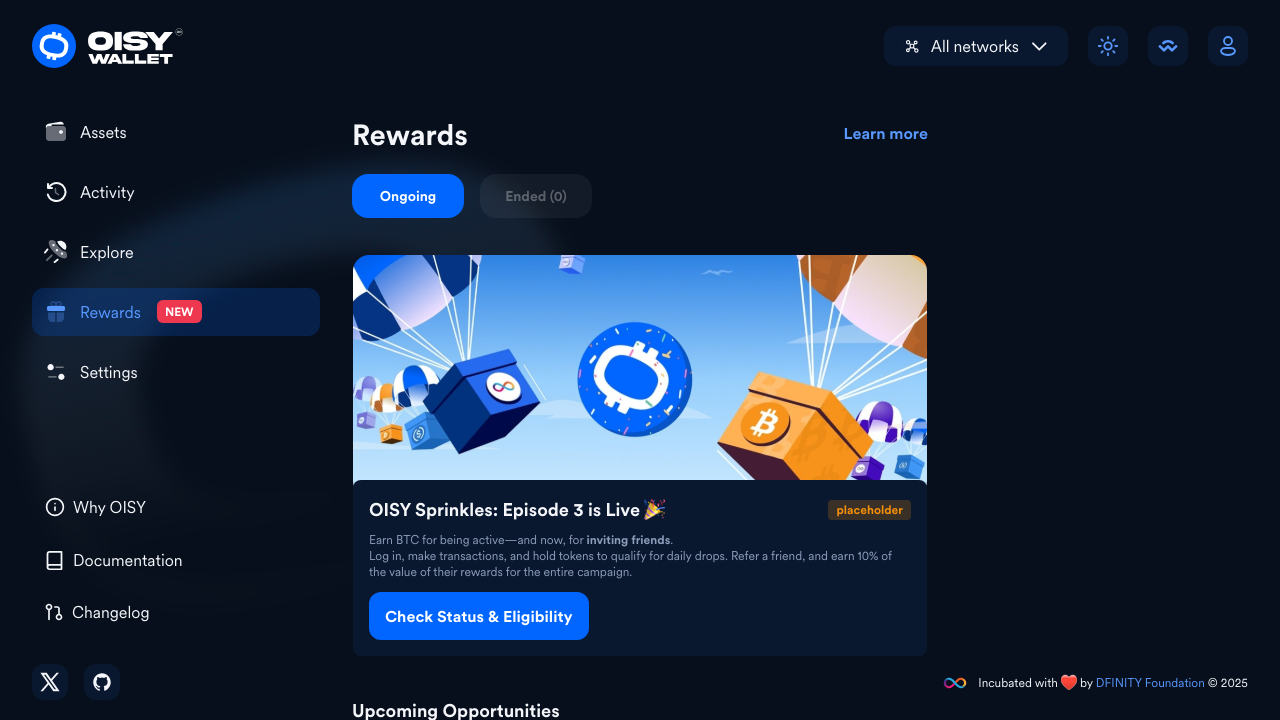 OISY
WALLET
All networks
Assets
Activity
Explore
Rewards NEW
Settings
Why OISY
Documentation
Changelog
Rewards
Learn more
Ongoing
Ended (0)
OISY Sprinkles: Episode 3 is Live 🎉
placeholder
Earn BTC for being active—and now, for inviting friends.
Log in, make transactions, and hold tokens to qualify for daily drops. Refer a friend, and earn 10% of
the value of their rewards for the entire campaign.
Check Status & Eligibility
Upcoming Opportunities
Incubated with ❤️ by DFINITY Foundation © 2025